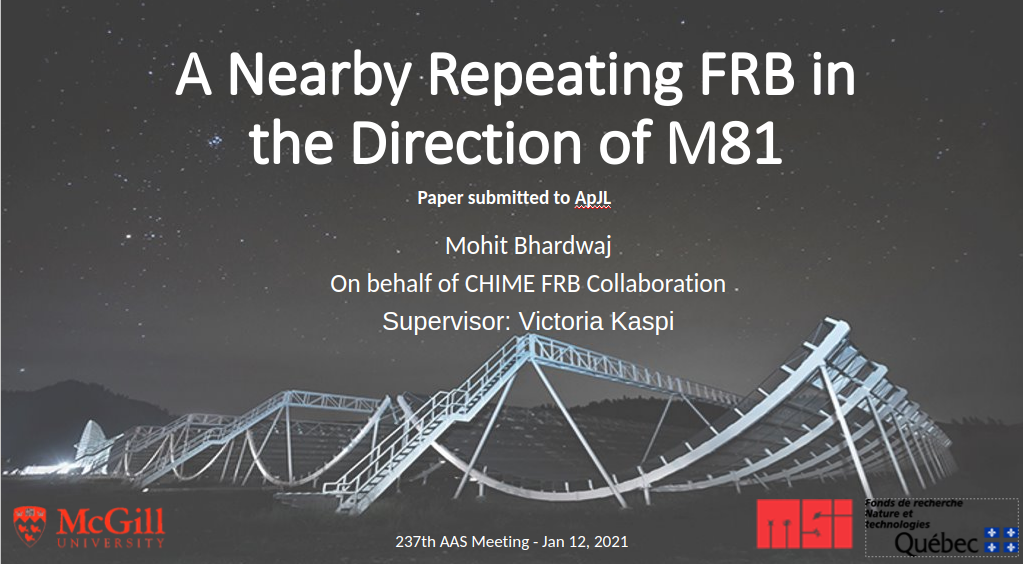 A Nearby Repeating FRB in
the Direction of M81
Paper submitted to ApJL
Mohit Bhardwaj
On behalf of CHIME FRB Collaboration
Supervisor: Victoria Kaspi
McGill
UNIVERSITY
237th AAS Meeting - Jan 12, 2021
msi
Fonds de recherche
Nature et
technologies
Québec